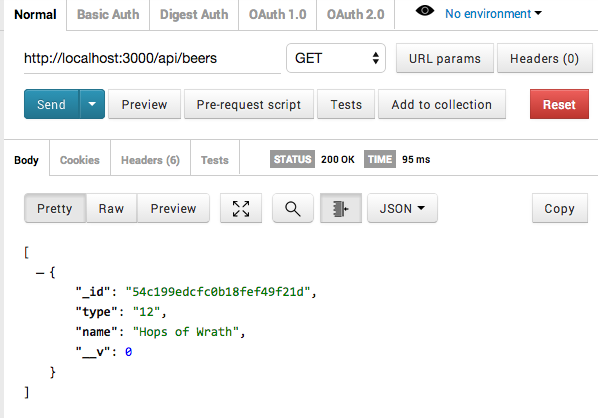 Normal Basic Auth Digest Auth OAuth 1.0 OAuth 2.0 No environment
http://localhost:3000/api/beers GET URL params Headers (0)
Send Preview Pre-request script Tests Add to collection Reset
Body Cookies Headers (6) Tests STATUS 200 OK TIME 95 ms
Pretty Raw Preview JSON Copy
[
{
"_id": "54c199edcfc0b18fef49f21d",
"type": "12",
"name": "Hops of Wrath",
"__v": 0
}
]